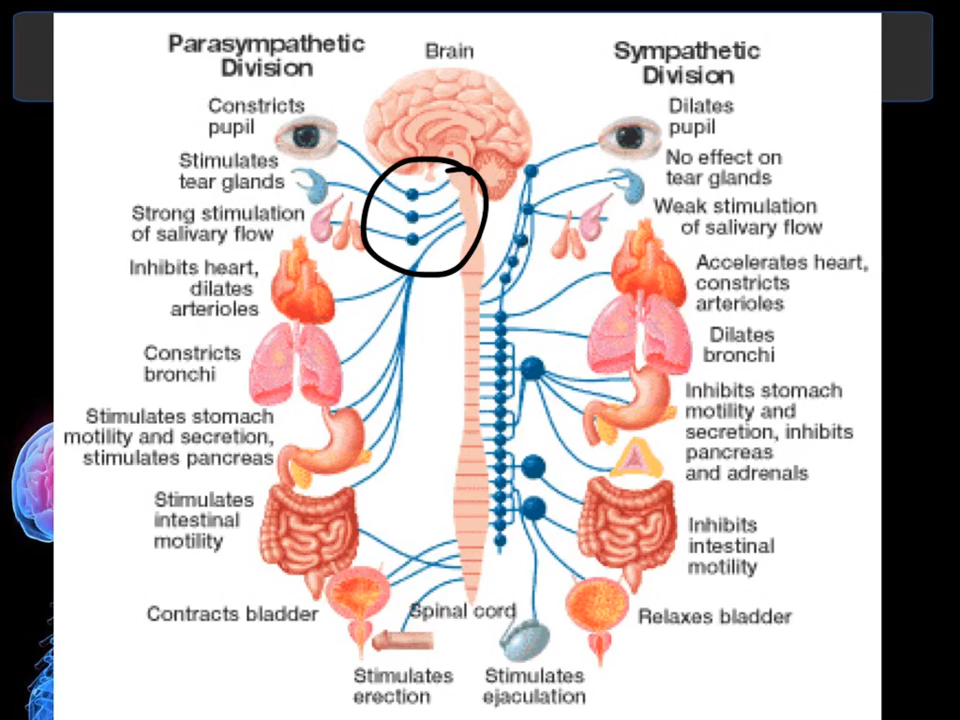 Parasympathetic
Division
Brain
Sympathetic
Division
Constricts
pupil
Stimulates
tear glands
Strong stimulation
of salivary flow
Inhibits heart,
dilates
arterioles
Constricts
bronchi
Stimulates stomach
motility and secretion,
stimulates pancreas
Stimulates
intestinal
motility
Contracts bladder
Spinal cord
Stimulates
erection
Stimulates
ejaculation
Dilates
pupil
No effect on
tear glands
Weak stimulation
of salivary flow
Accelerates heart,
constricts
arterioles
Dilates
bronchi
Inhibits stomach
motility and
secretion, inhibits
pancreas
and adrenals
Inhibits
intestinal
motility
Relaxes bladder